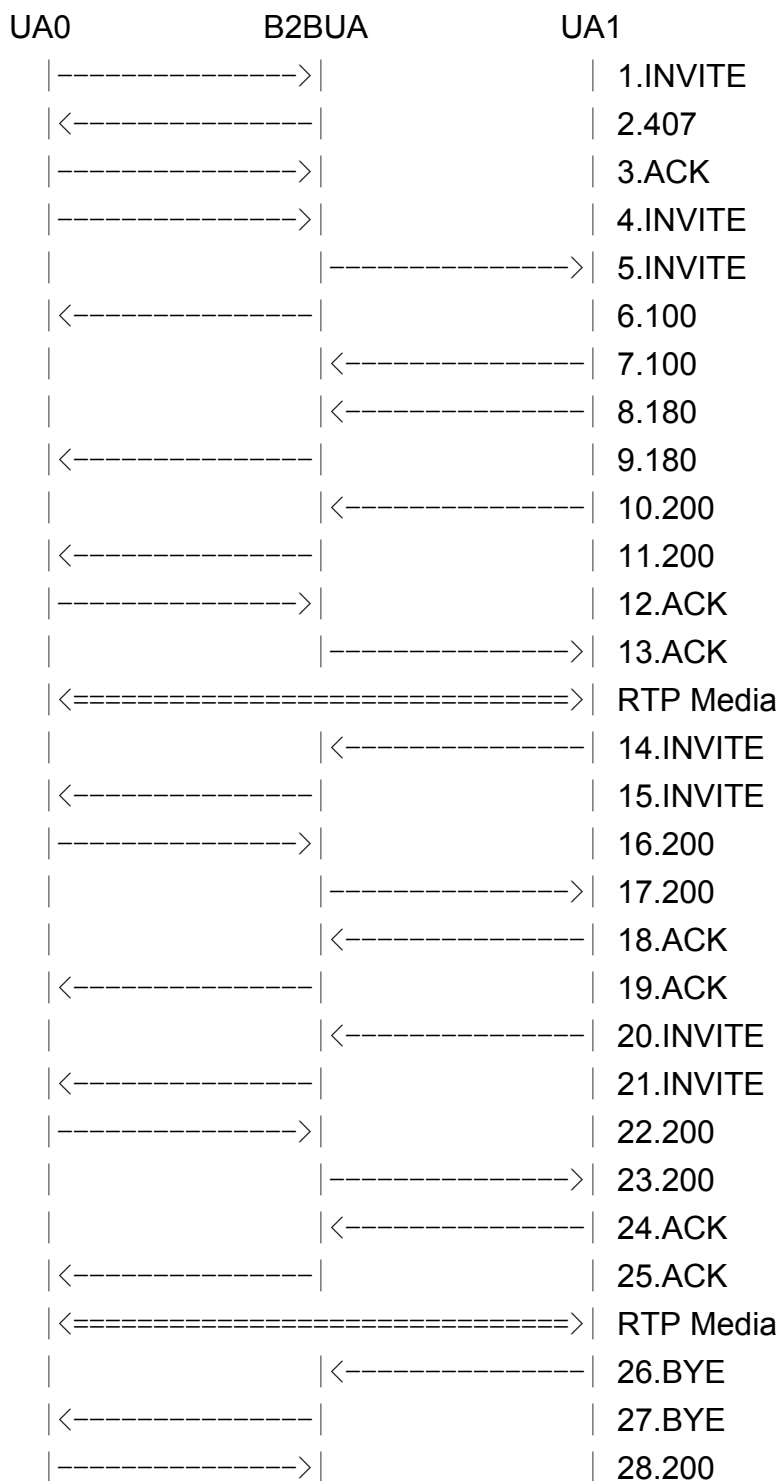 UA0 B2BUA UA1
|--------------->| | 1.INVITE
|<---------------| | 2.407
|--------------->| | 3.ACK
|--------------->| | 4.INVITE
| |--------------->| 5.INVITE
|<---------------| | 6.100
| |<---------------| 7.100
| |<---------------| 8.180
|<---------------| | 9.180
| |<---------------| 10.200
|<---------------| | 11.200
|--------------->| | 12.ACK
| |--------------->| 13.ACK
|<===============================>| RTP Media
| |<---------------| 14.INVITE
|<---------------| | 15.INVITE
|--------------->| | 16.200
| |--------------->| 17.200
| |<---------------| 18.ACK
|<---------------| | 19.ACK
| |<---------------| 20.INVITE
|<---------------| | 21.INVITE
|--------------->| | 22.200
| |--------------->| 23.200
| |<---------------| 24.ACK
|<---------------| | 25.ACK
|<===============================>| RTP Media
| |<---------------| 26.BYE
|<---------------| | 27.BYE
|--------------->| | 28.200